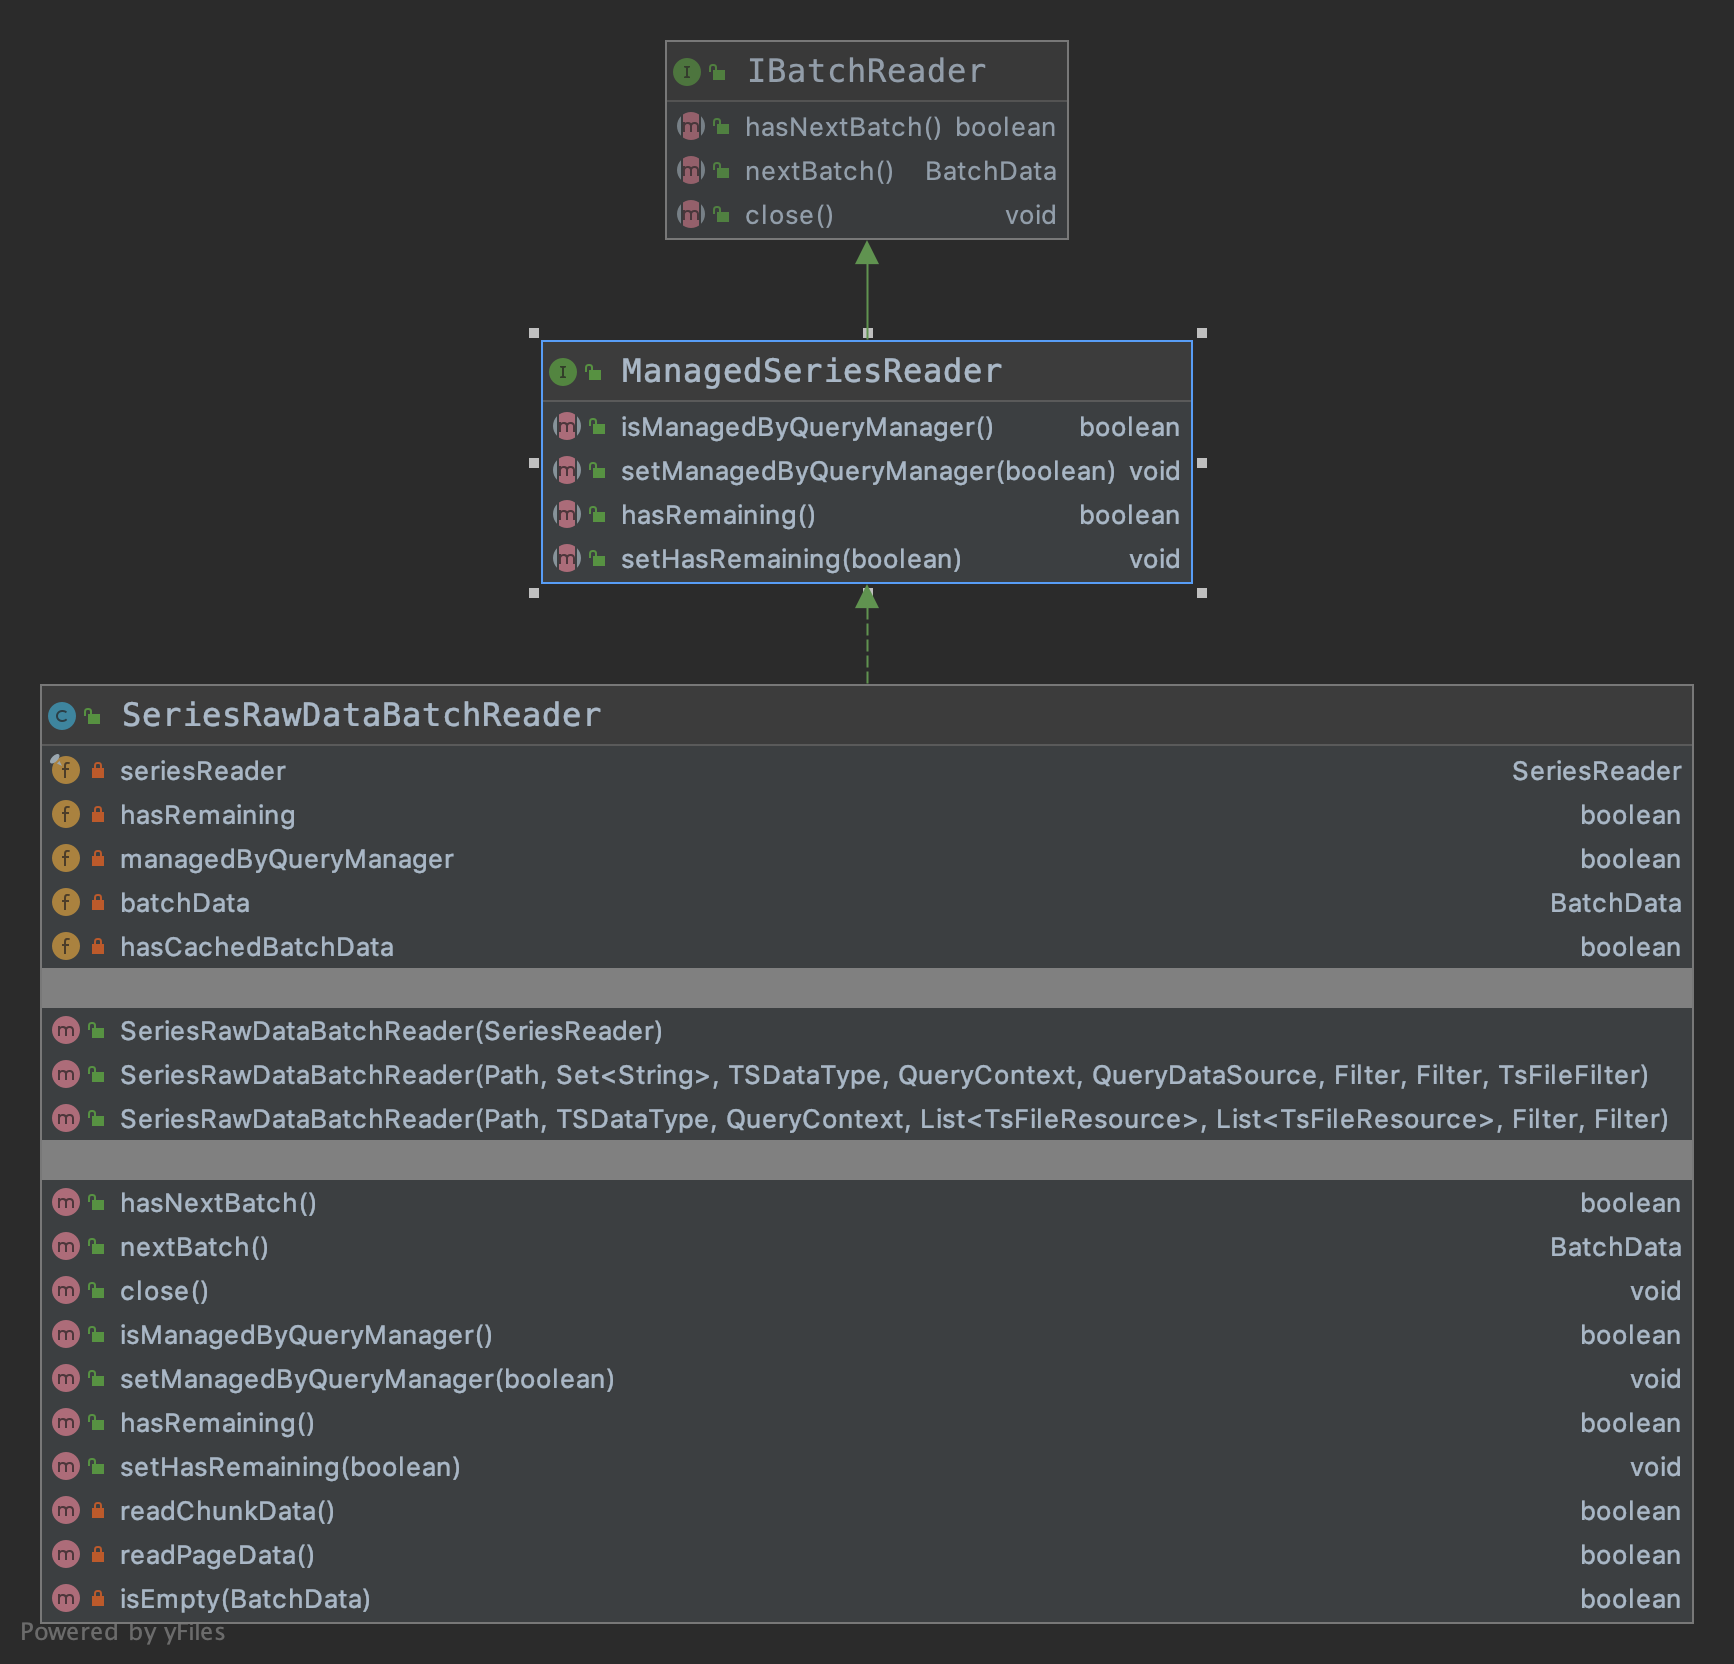 I IBatchReader
m hasNextBatch() boolean
m nextBatch() BatchData
m close() void
I ManagedSeriesReader
m isManagedByQueryManager() boolean
m setManagedByQueryManager(boolean) void
m hasRemaining() boolean
m setHasRemaining(boolean) void
C SeriesRawDataBatchReader
f seriesReader SeriesReader
f hasRemaining boolean
f managedByQueryManager boolean
f batchData BatchData
f hasCachedBatchData boolean
m SeriesRawDataBatchReader(SeriesReader)
m SeriesRawDataBatchReader(Path, Set<String>, TSDataType, QueryContext, QueryDataSource, Filter, Filter, TsFileFilter)
m SeriesRawDataBatchReader(Path, TSDataType, QueryContext, List<TsFileResource>, List<TsFileResource>, Filter, Filter)
m hasNextBatch() boolean
m nextBatch() BatchData
m close() void
m isManagedByQueryManager() boolean
m setManagedByQueryManager(boolean) void
m hasRemaining() boolean
m setHasRemaining(boolean) void
m readChunkData() boolean
m readPageData() boolean
m isEmpty(BatchData) boolean
Powered by yFiles